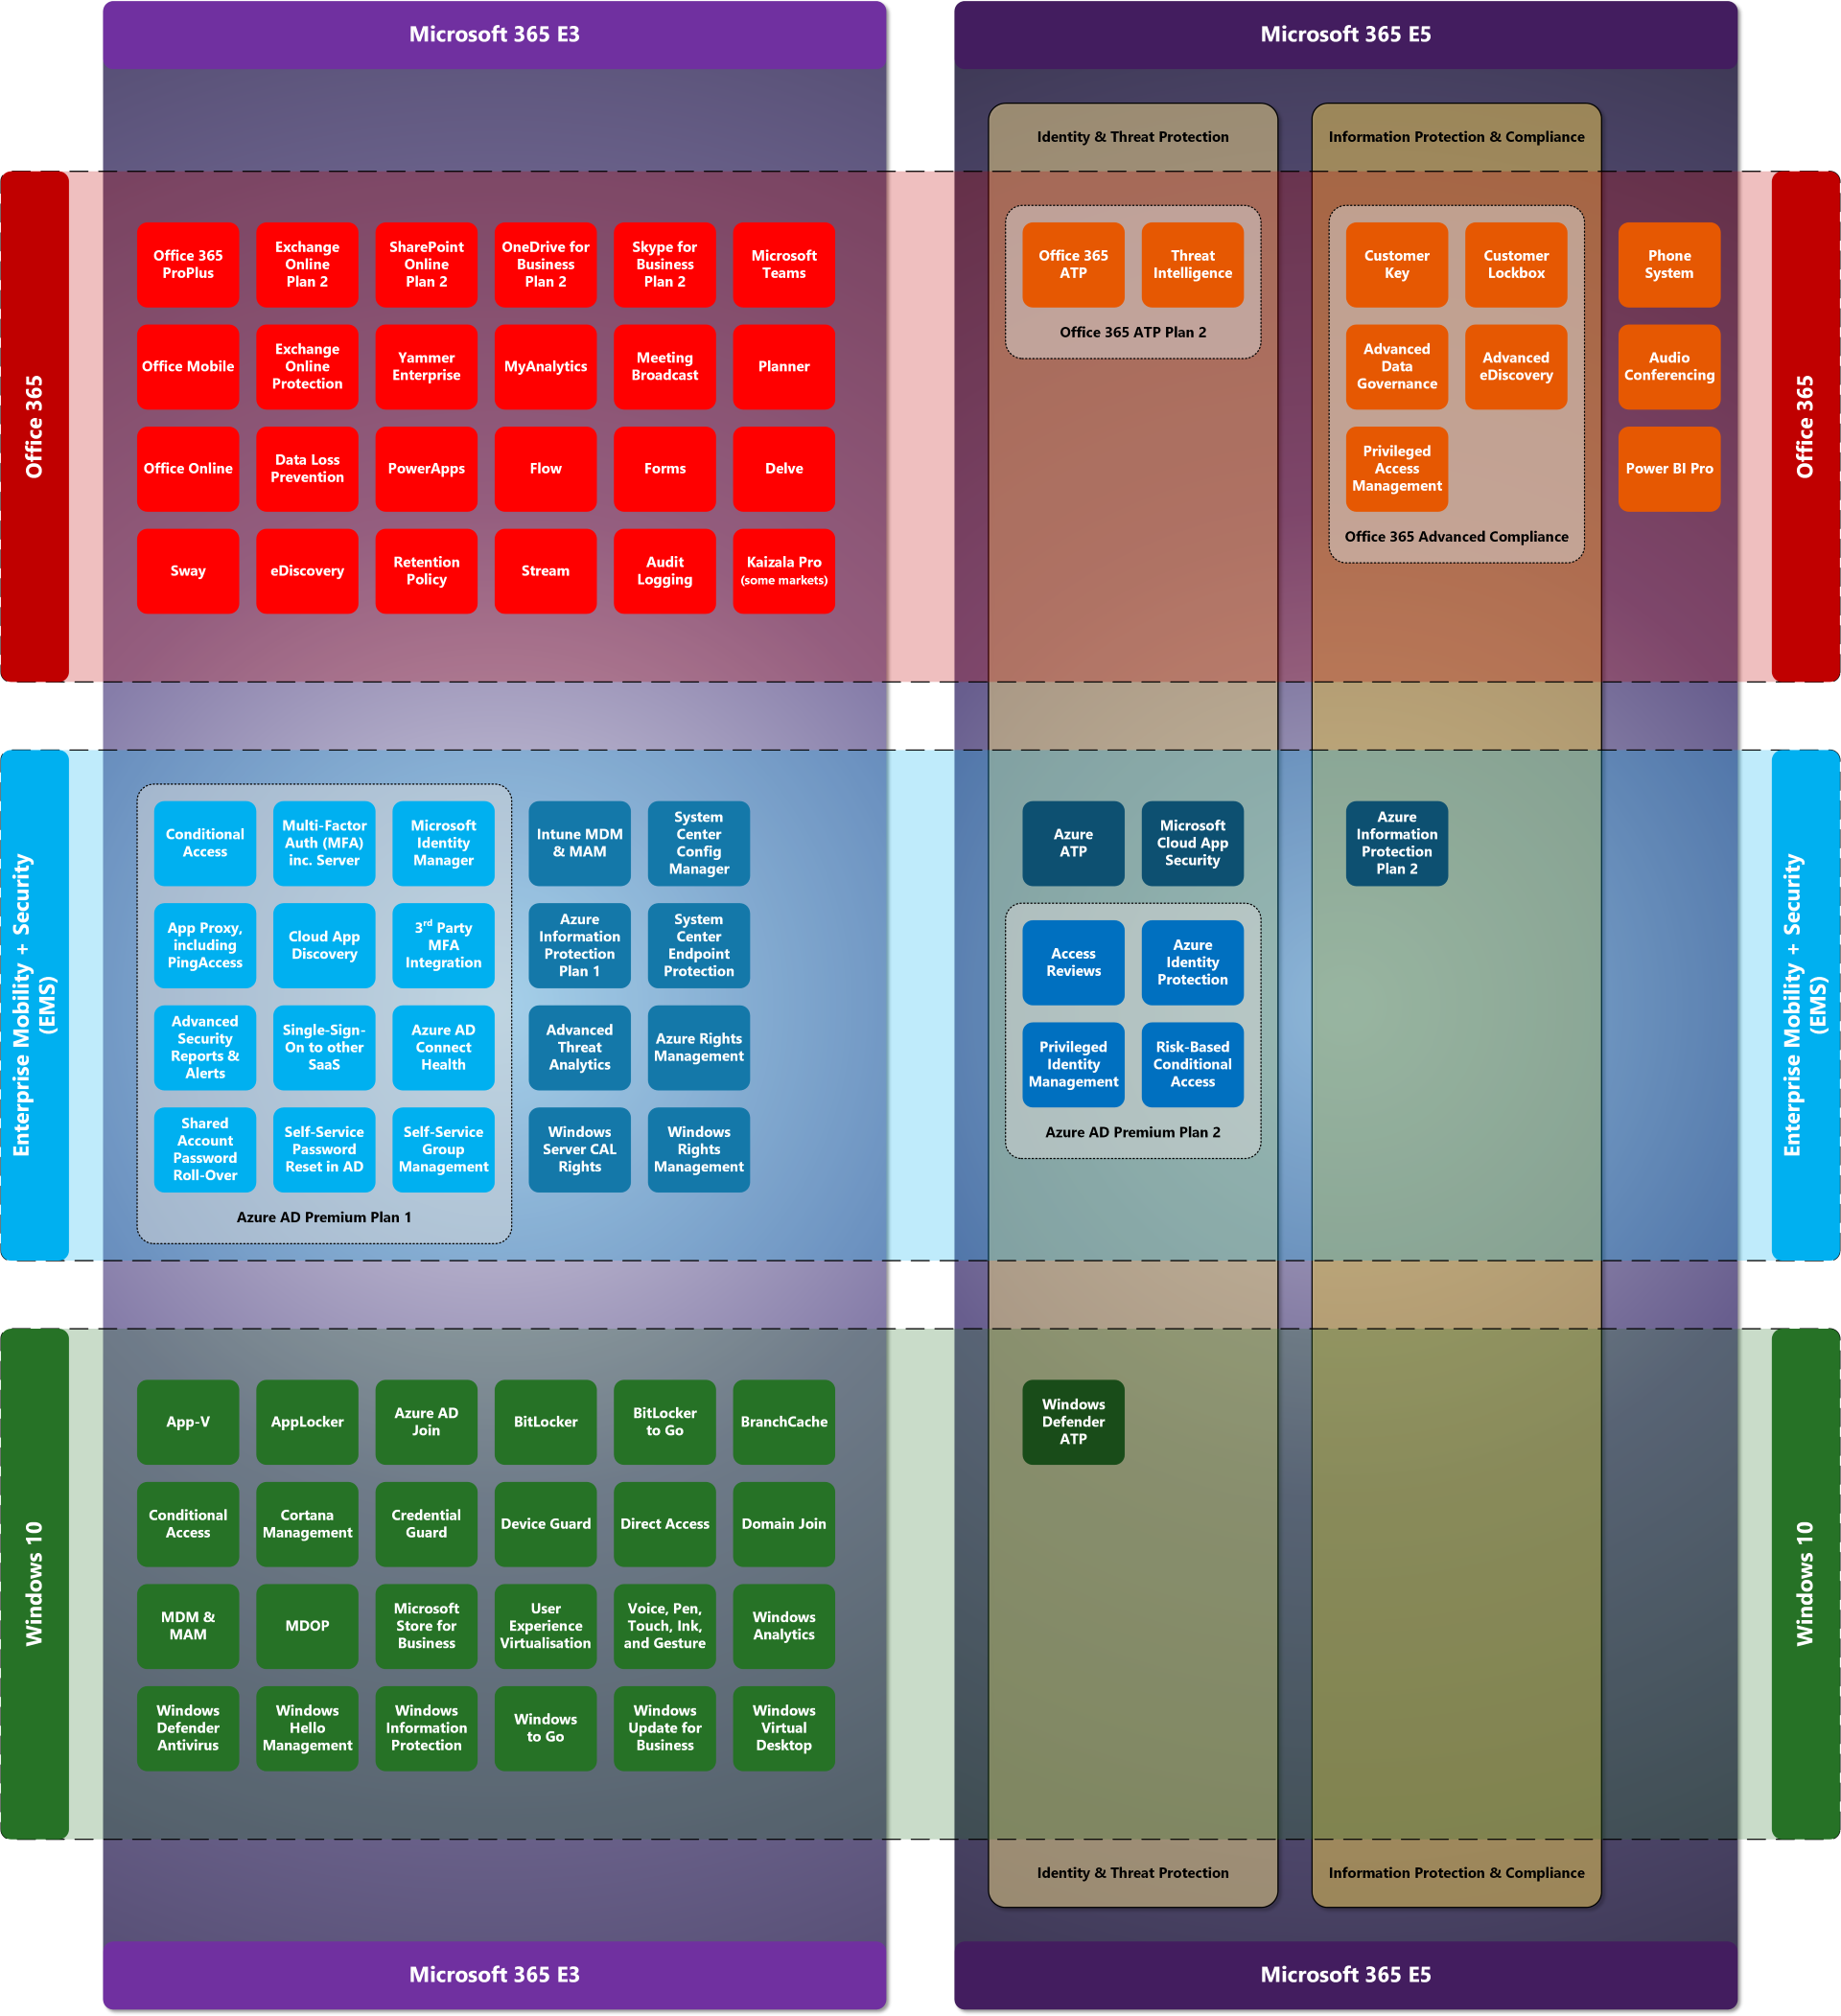 Microsoft 365 E3
Microsoft 365 E5
Identity & Threat Protection
Information Protection & Compliance
Office 365
Office 365
ProPlus
Exchange
Online
Plan 2
SharePoint
Online
Plan 2
OneDrive for
Business
Plan 2
Skype for
Business
Plan 2
Microsoft
Teams
Office Mobile
Exchange
Online
Protection
Yammer
Enterprise
MyAnalytics
Meeting
Broadcast
Planner
Office Online
Data Loss
Prevention
PowerApps
Flow
Forms
Delve
Sway
eDiscovery
Retention
Policy
Stream
Audit
Logging
Kaizala Pro
(some markets)
Office 365
ATP
Threat
Intelligence
Office 365 ATP Plan 2
Customer
Key
Customer
Lockbox
Advanced
Data
Governance
Advanced
eDiscovery
Privileged
Access
Management
Office 365 Advanced Compliance
Phone
System
Audio
Conferencing
Power BI Pro
Office 365
Enterprise Mobility + Security
(EMS)
Conditional
Access
Multi-Factor
Auth (MFA)
inc. Server
Microsoft
Identity
Manager
App Proxy,
including
PingAccess
Cloud App
Discovery
3rd Party
MFA
Integration
Advanced
Security
Reports &
Alerts
Single-Sign-
On to other
SaaS
Azure AD
Connect
Health
Shared
Account
Password
Roll-Over
Self-Service
Password
Reset in AD
Self-Service
Group
Management
Azure AD Premium Plan 1
Intune MDM
& MAM
System
Center
Config
Manager
Azure
Information
Protection
Plan 1
System
Center
Endpoint
Protection
Advanced
Threat
Analytics
Azure Rights
Management
Windows
Server CAL
Rights
Windows
Rights
Management
Azure
ATP
Microsoft
Cloud App
Security
Access
Reviews
Azure
Identity
Protection
Privileged
Identity
Management
Risk-Based
Conditional
Access
Azure AD Premium Plan 2
Azure
Information
Protection
Plan 2
Enterprise Mobility + Security
(EMS)
Windows 10
App-V
AppLocker
Azure AD
Join
BitLocker
BitLocker
to Go
BranchCache
Conditional
Access
Cortana
Management
Credential
Guard
Device Guard
Direct Access
Domain Join
MDM &
MAM
MDOP
Microsoft
Store for
Business
User
Experience
Virtualisation
Voice, Pen,
Touch, Ink,
and Gesture
Windows
Analytics
Windows
Defender
Antivirus
Windows
Hello
Management
Windows
Information
Protection
Windows
to Go
Windows
Update for
Business
Windows
Virtual
Desktop
Windows
Defender
ATP
Windows 10
Identity & Threat Protection
Information Protection & Compliance
Microsoft 365 E3
Microsoft 365 E5